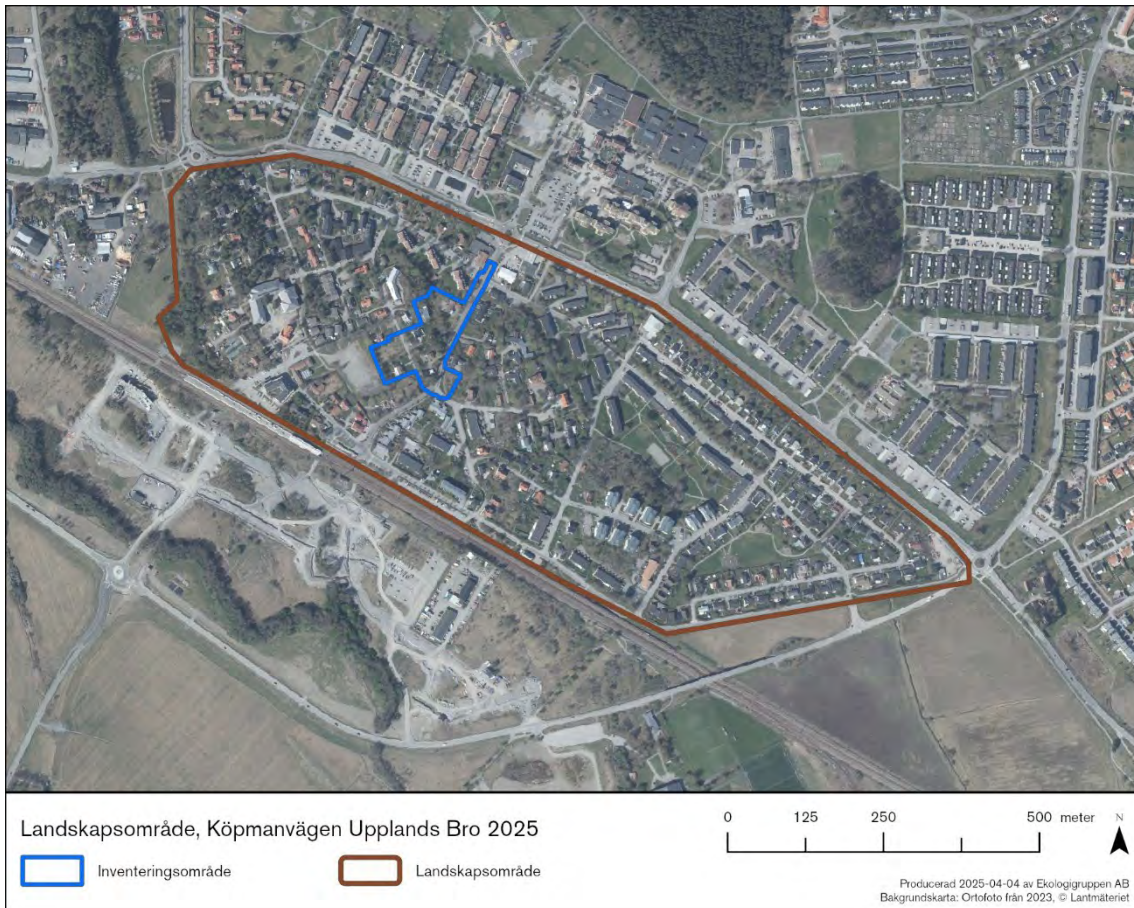 Landskapsområde, Köpmanvägen Upplands Bro 2025
Inventeringsområde
Landskapsområde
0 125 250 500 meter
N
Producerad 2025-04-04 av Ekologigruppen AB
Bakgrundskarta: Ortofoto från 2023, © Lantmäteriet